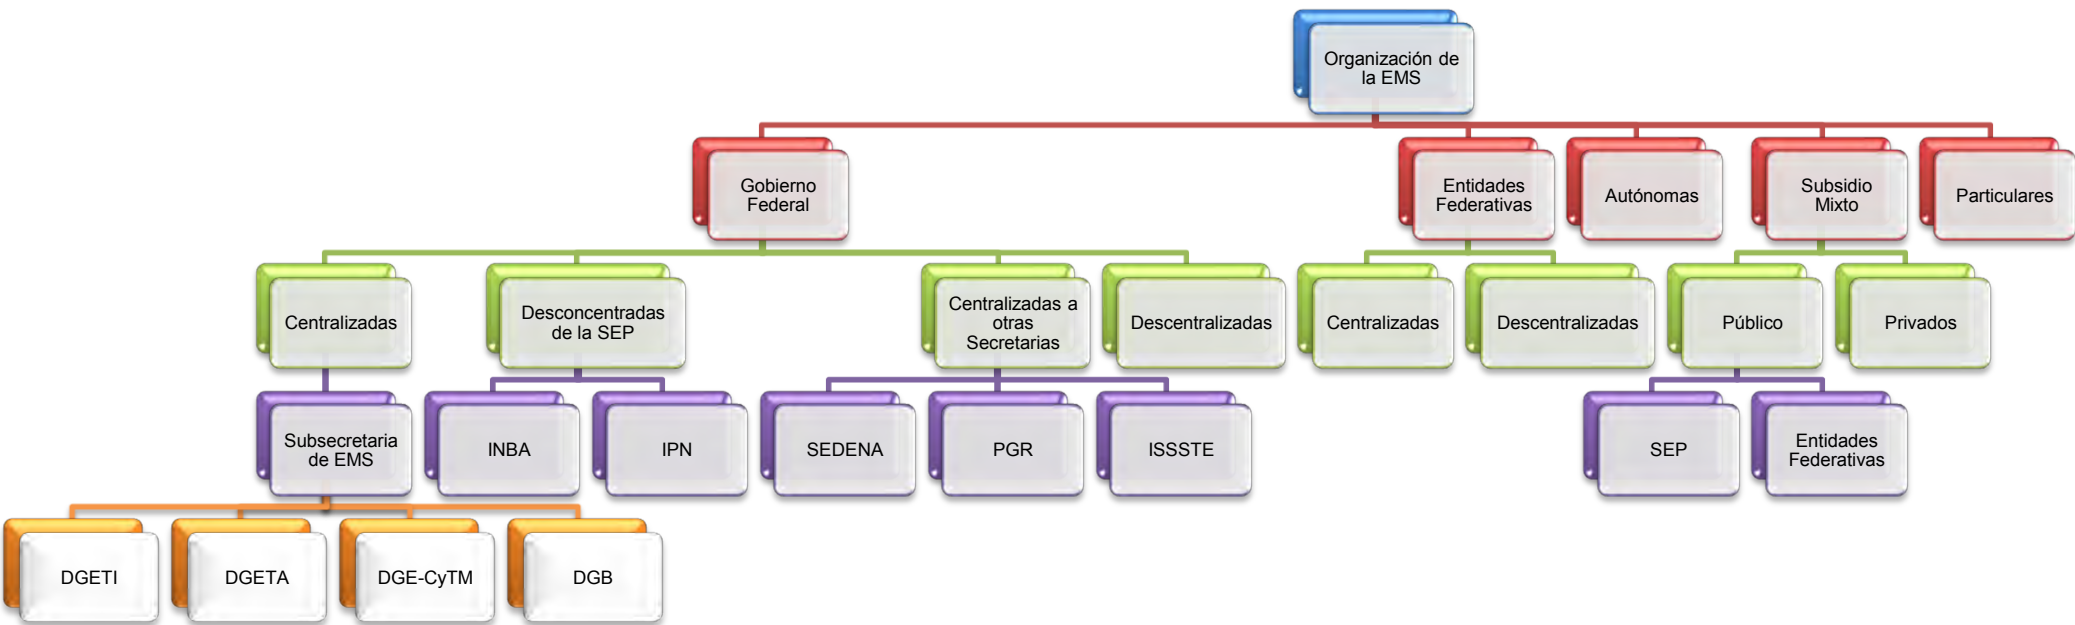 Organización de
la EMS
Gobierno
Federal
Entidades
Federativas
Autónomas
Subsidio
Mixto
Particulares
Centralizadas
Desconcentradas
de la SEP
Centralizadas a
otras
Secretarias
Descentralizadas
Centralizadas
Descentralizadas
Público
Privados
Subsecretaria
de EMS
INBA
IPN
SEDENA
PGR
ISSSTE
SEP
Entidades
Federativas
DGETI
DGETA
DGE-CyTM
DGB